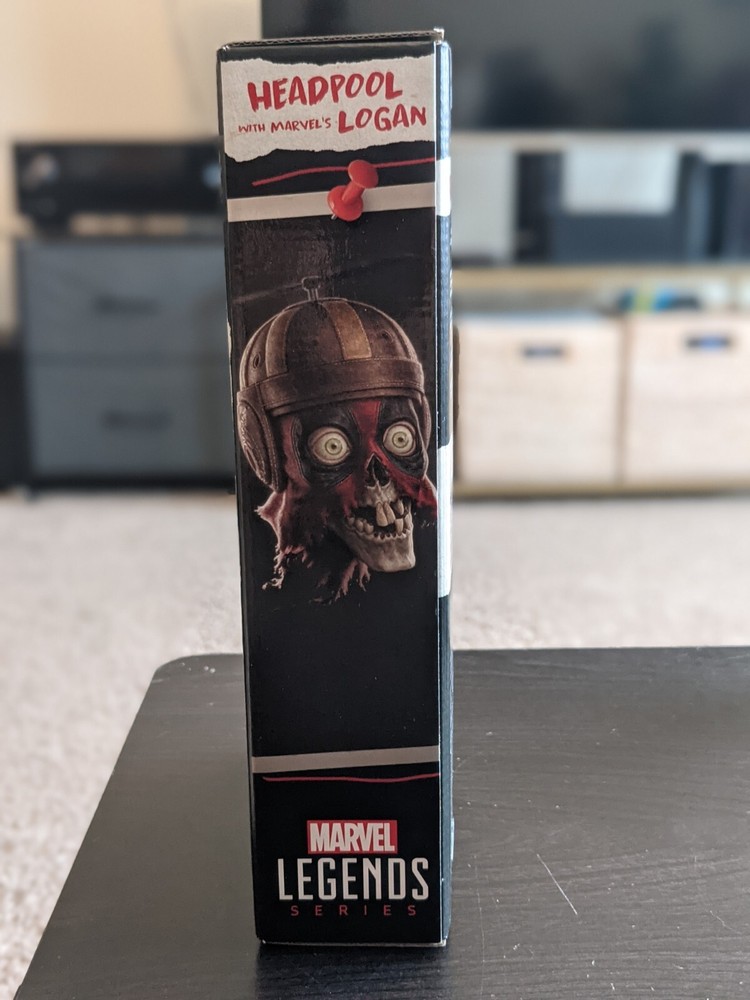 HEADPOOL
WITH MARVEL'S LOGAN
MARVEL
LEGENDS
SERIES